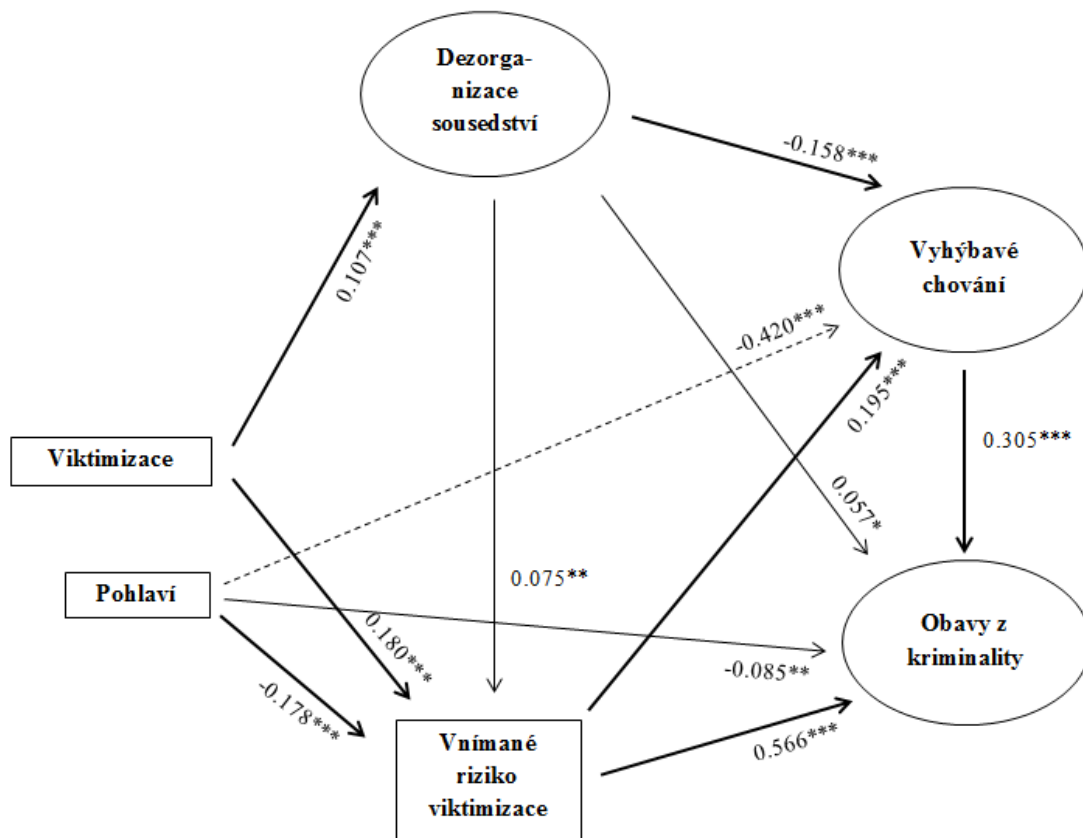 Dezorga-
nizace
sousedství
-0.158***
Vyhýbavé
chování
0.107***
-0.420***
0.195***
0.305***
Viktimizace
0.057*
0.075**
Pohlaví
Obavy z
kriminality
0.180***
-0.085**
-0.178***
Vnímané
riziko
viktimizace
0.566***